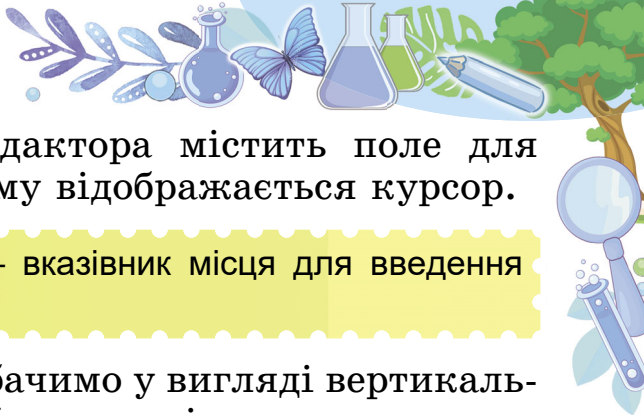 дактора містить поле для
му відображається курсор.
– вказівник місця для введення
бачимо у вигляді вертикаль-